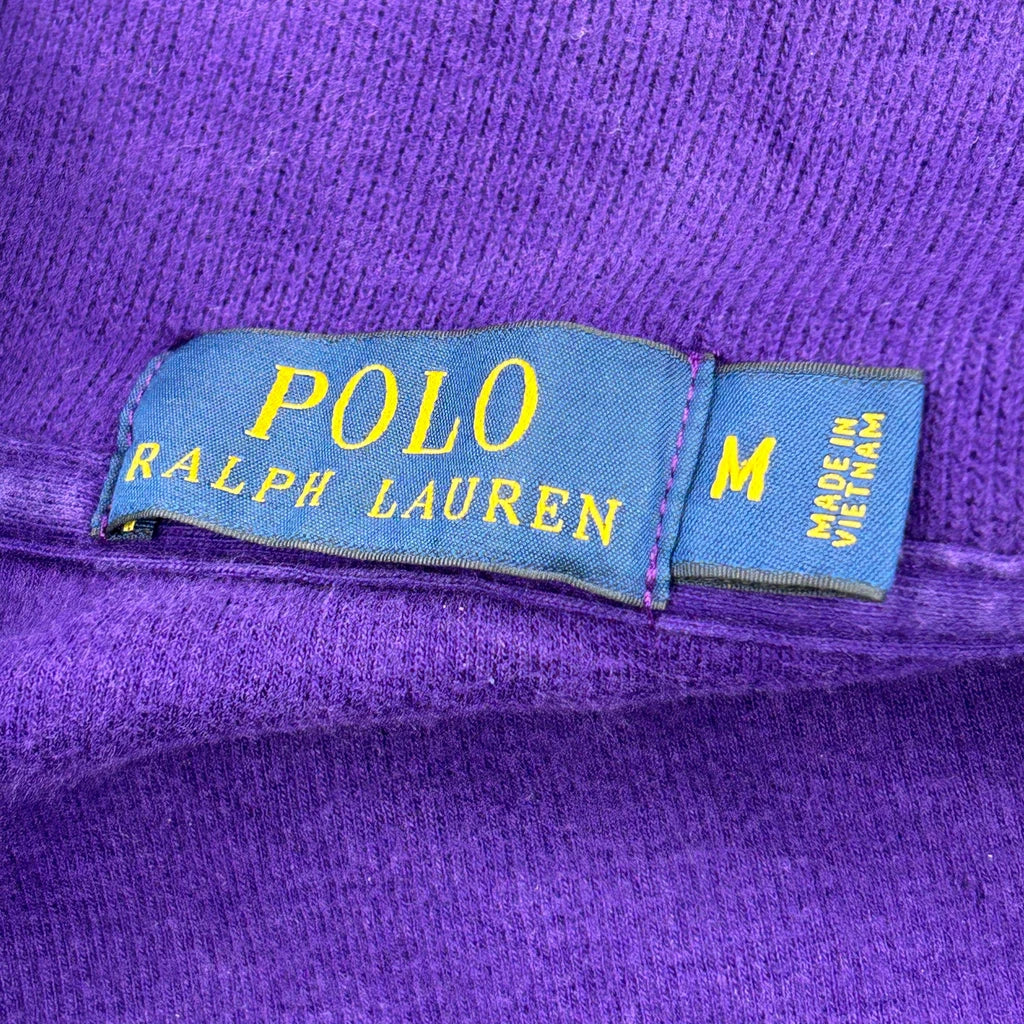 POLO
RALPH LAUREN
M
MADE IN
VIETNAM